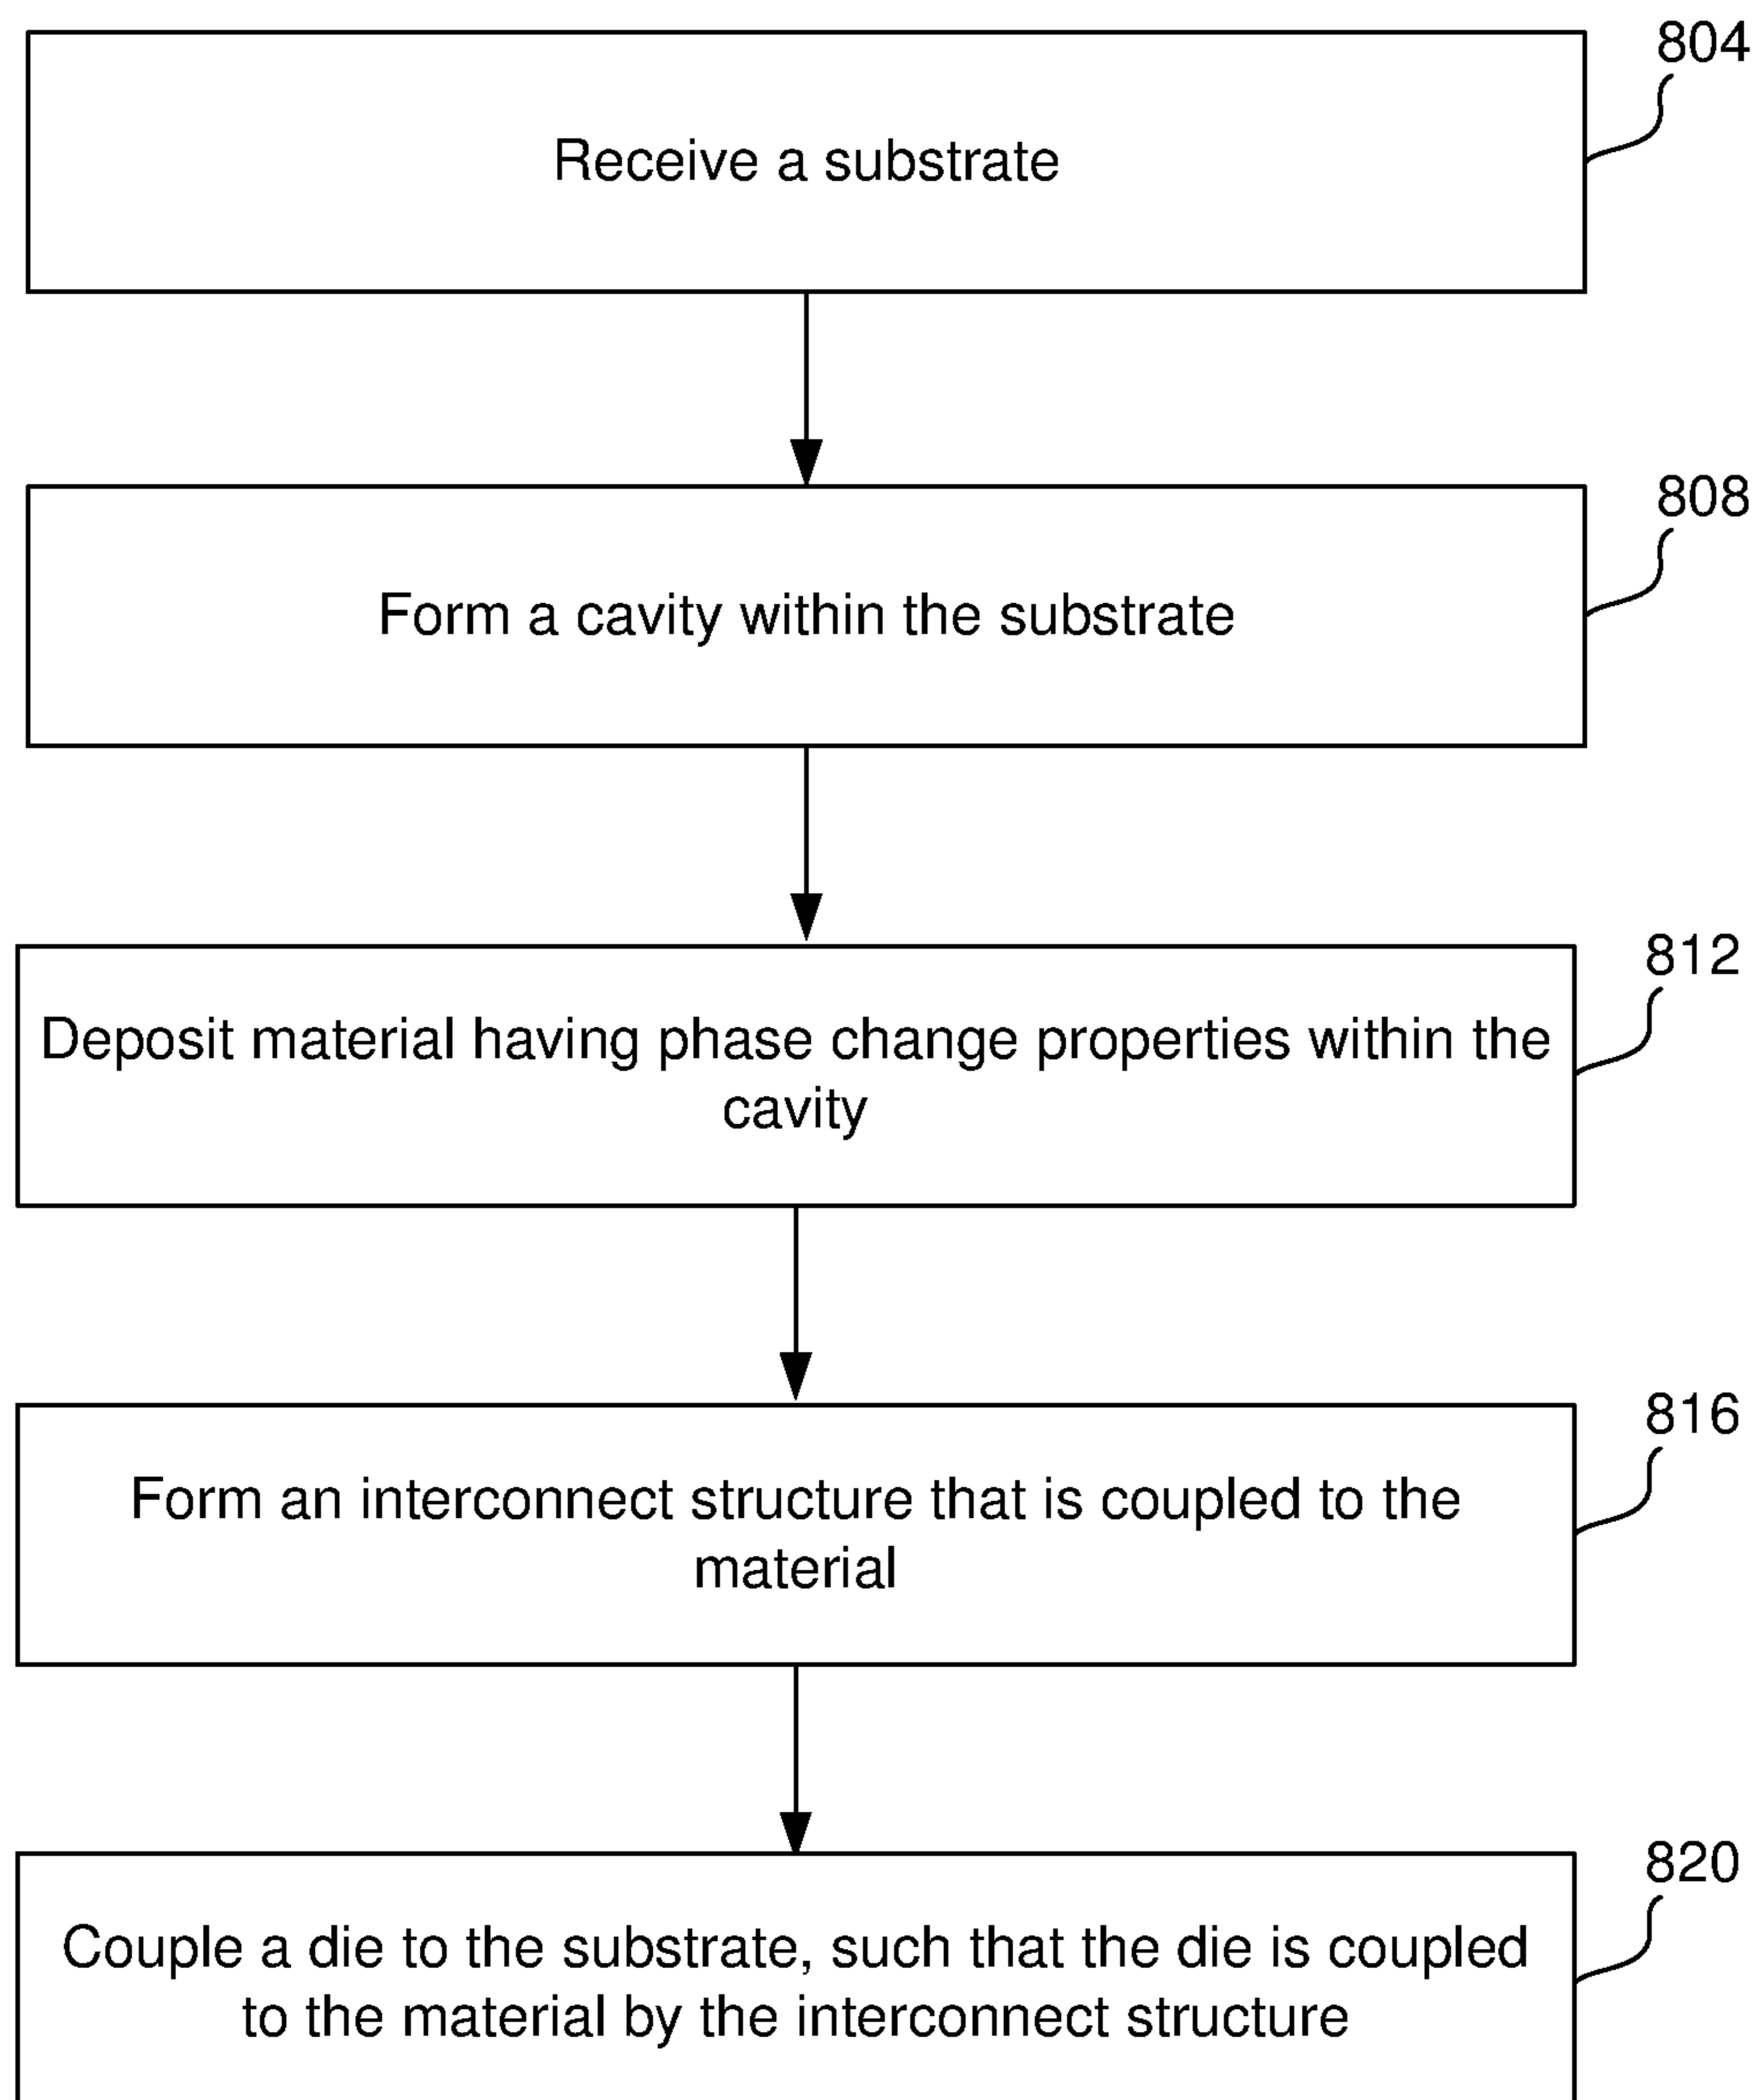 804
Receive a substrate
808
Form a cavity within the substrate
812
Deposit material having phase change properties within the
cavity
816
Form an interconnect structure that is coupled to the
material
820
Couple a die to the substrate, such that the die is coupled
to the material by the interconnect structure